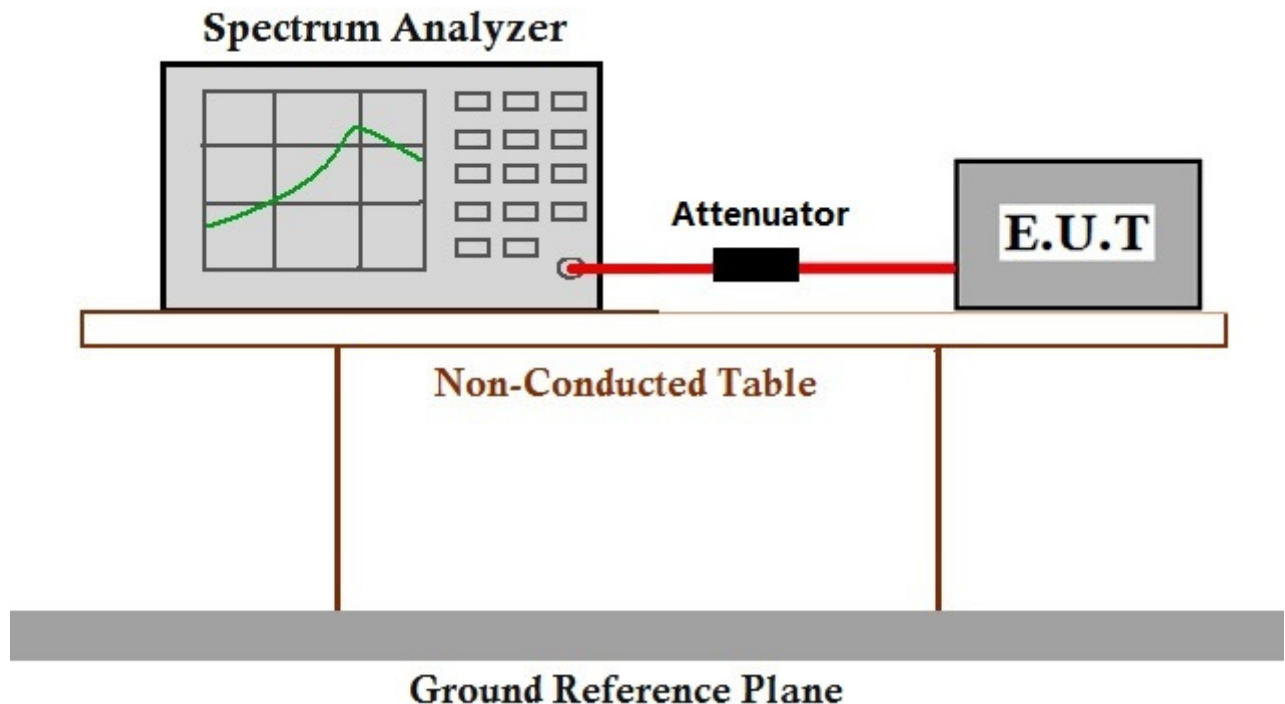 Spectrum Analyzer
Attenuator
E.U.T
Non-Conducted Table
Ground Reference Plane